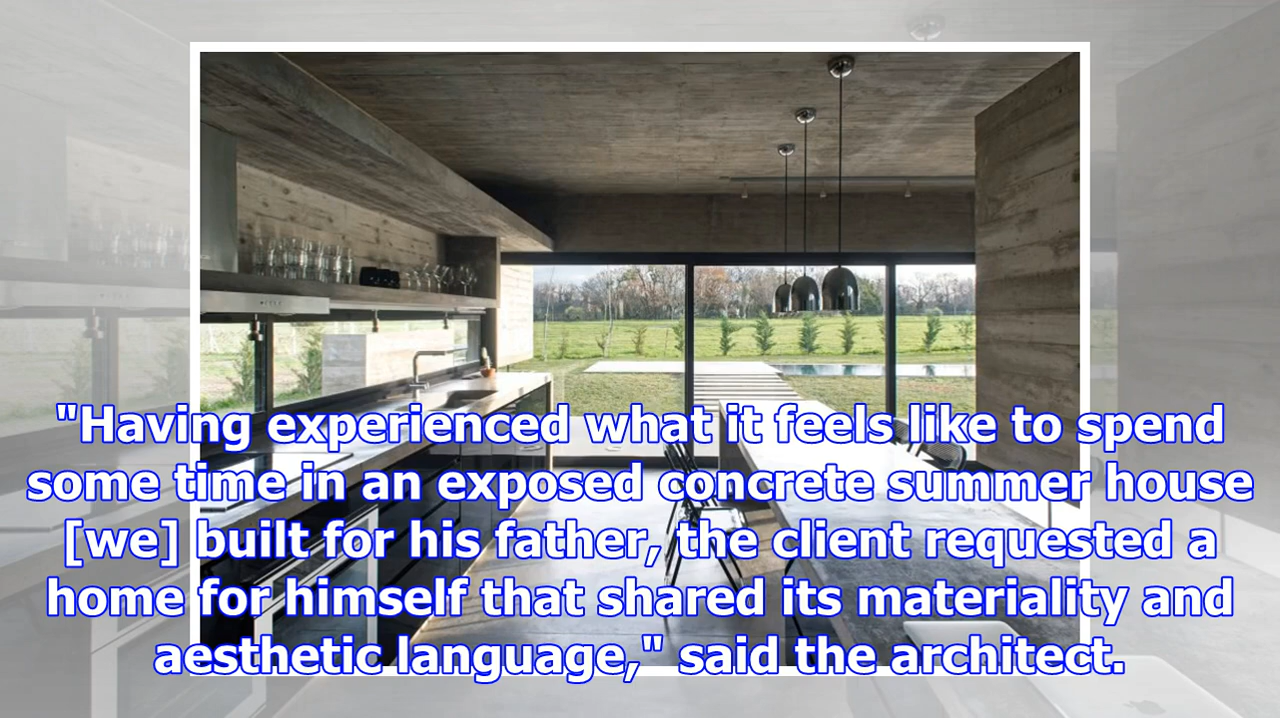 "Having experienced what it feels like to spend
some time in an exposed concrete summer house
[we] built for his father, the client requested a
home for himself that shared its materiality and
aesthetic language," said the architect.